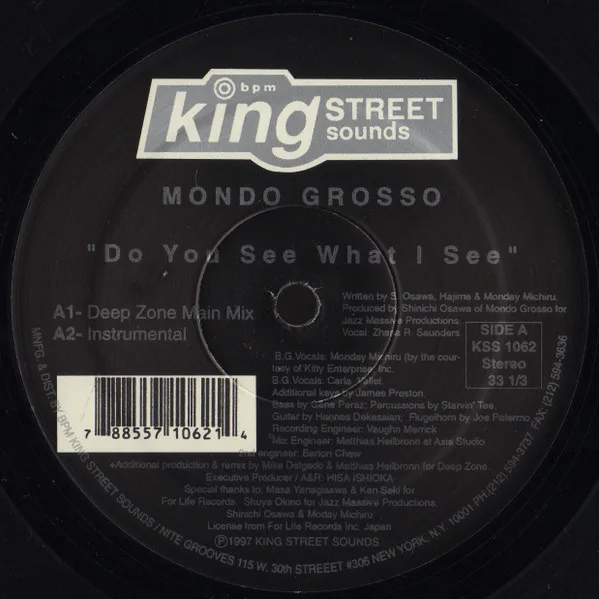 bpm
king STREET
sounds
MONDO GROSSO
"Do You See What I See"
A1- Deep Zone Main Mix
A2- Instrumental
Written by S. Osawa, Hajime & Monday Michiru.
Produced by Shinichi Osawa of Mondo Grosso for
Jazz Massive Productions.
Vocal: Zhana R. Saunders
SIDE A
KSS 1062
Stereo
33 1/3
B.G.Vocals: Monday Michiru (by the cour-
tesy of Kitty Enterprise, Inc.
B.G.Vocals: Carla Vallet.
Additional keys by James Preston.
Bass by Gene Peraz; Percussions by Starvin' Tee.
Guitar by Hannes Dekassian; Flugelhorn by Joe Palermo
Recording Engineer: Vaughn Merrick
Mix Engineer: Matthias Heilbronn at Axis Studio
2nd engineer: Barton Chew
+Additional production & remix by Mike Delgado & Matthias Heilbronn for Deep Zone.
Executive Producer / A&R: HISA ISHIOKA
Special thanks to: Masa Yanagisawa & Ken Seki for
For Life Records. Shuya Okino for Jazz Massive Productions.
Shinichi Osawa & Moday Michiru.
License from For Life Records Inc. Japan
℗1997 KING STREET SOUNDS
7 88557 10621 4
MNFG. & DIST. BY BPM KING STREET SOUNDS / NITE GROOVES 115 W. 30th STREEET #306 NEW YORK, N.Y. 10001 PH:(212) 594-3737 FAX: (212) 594-3636